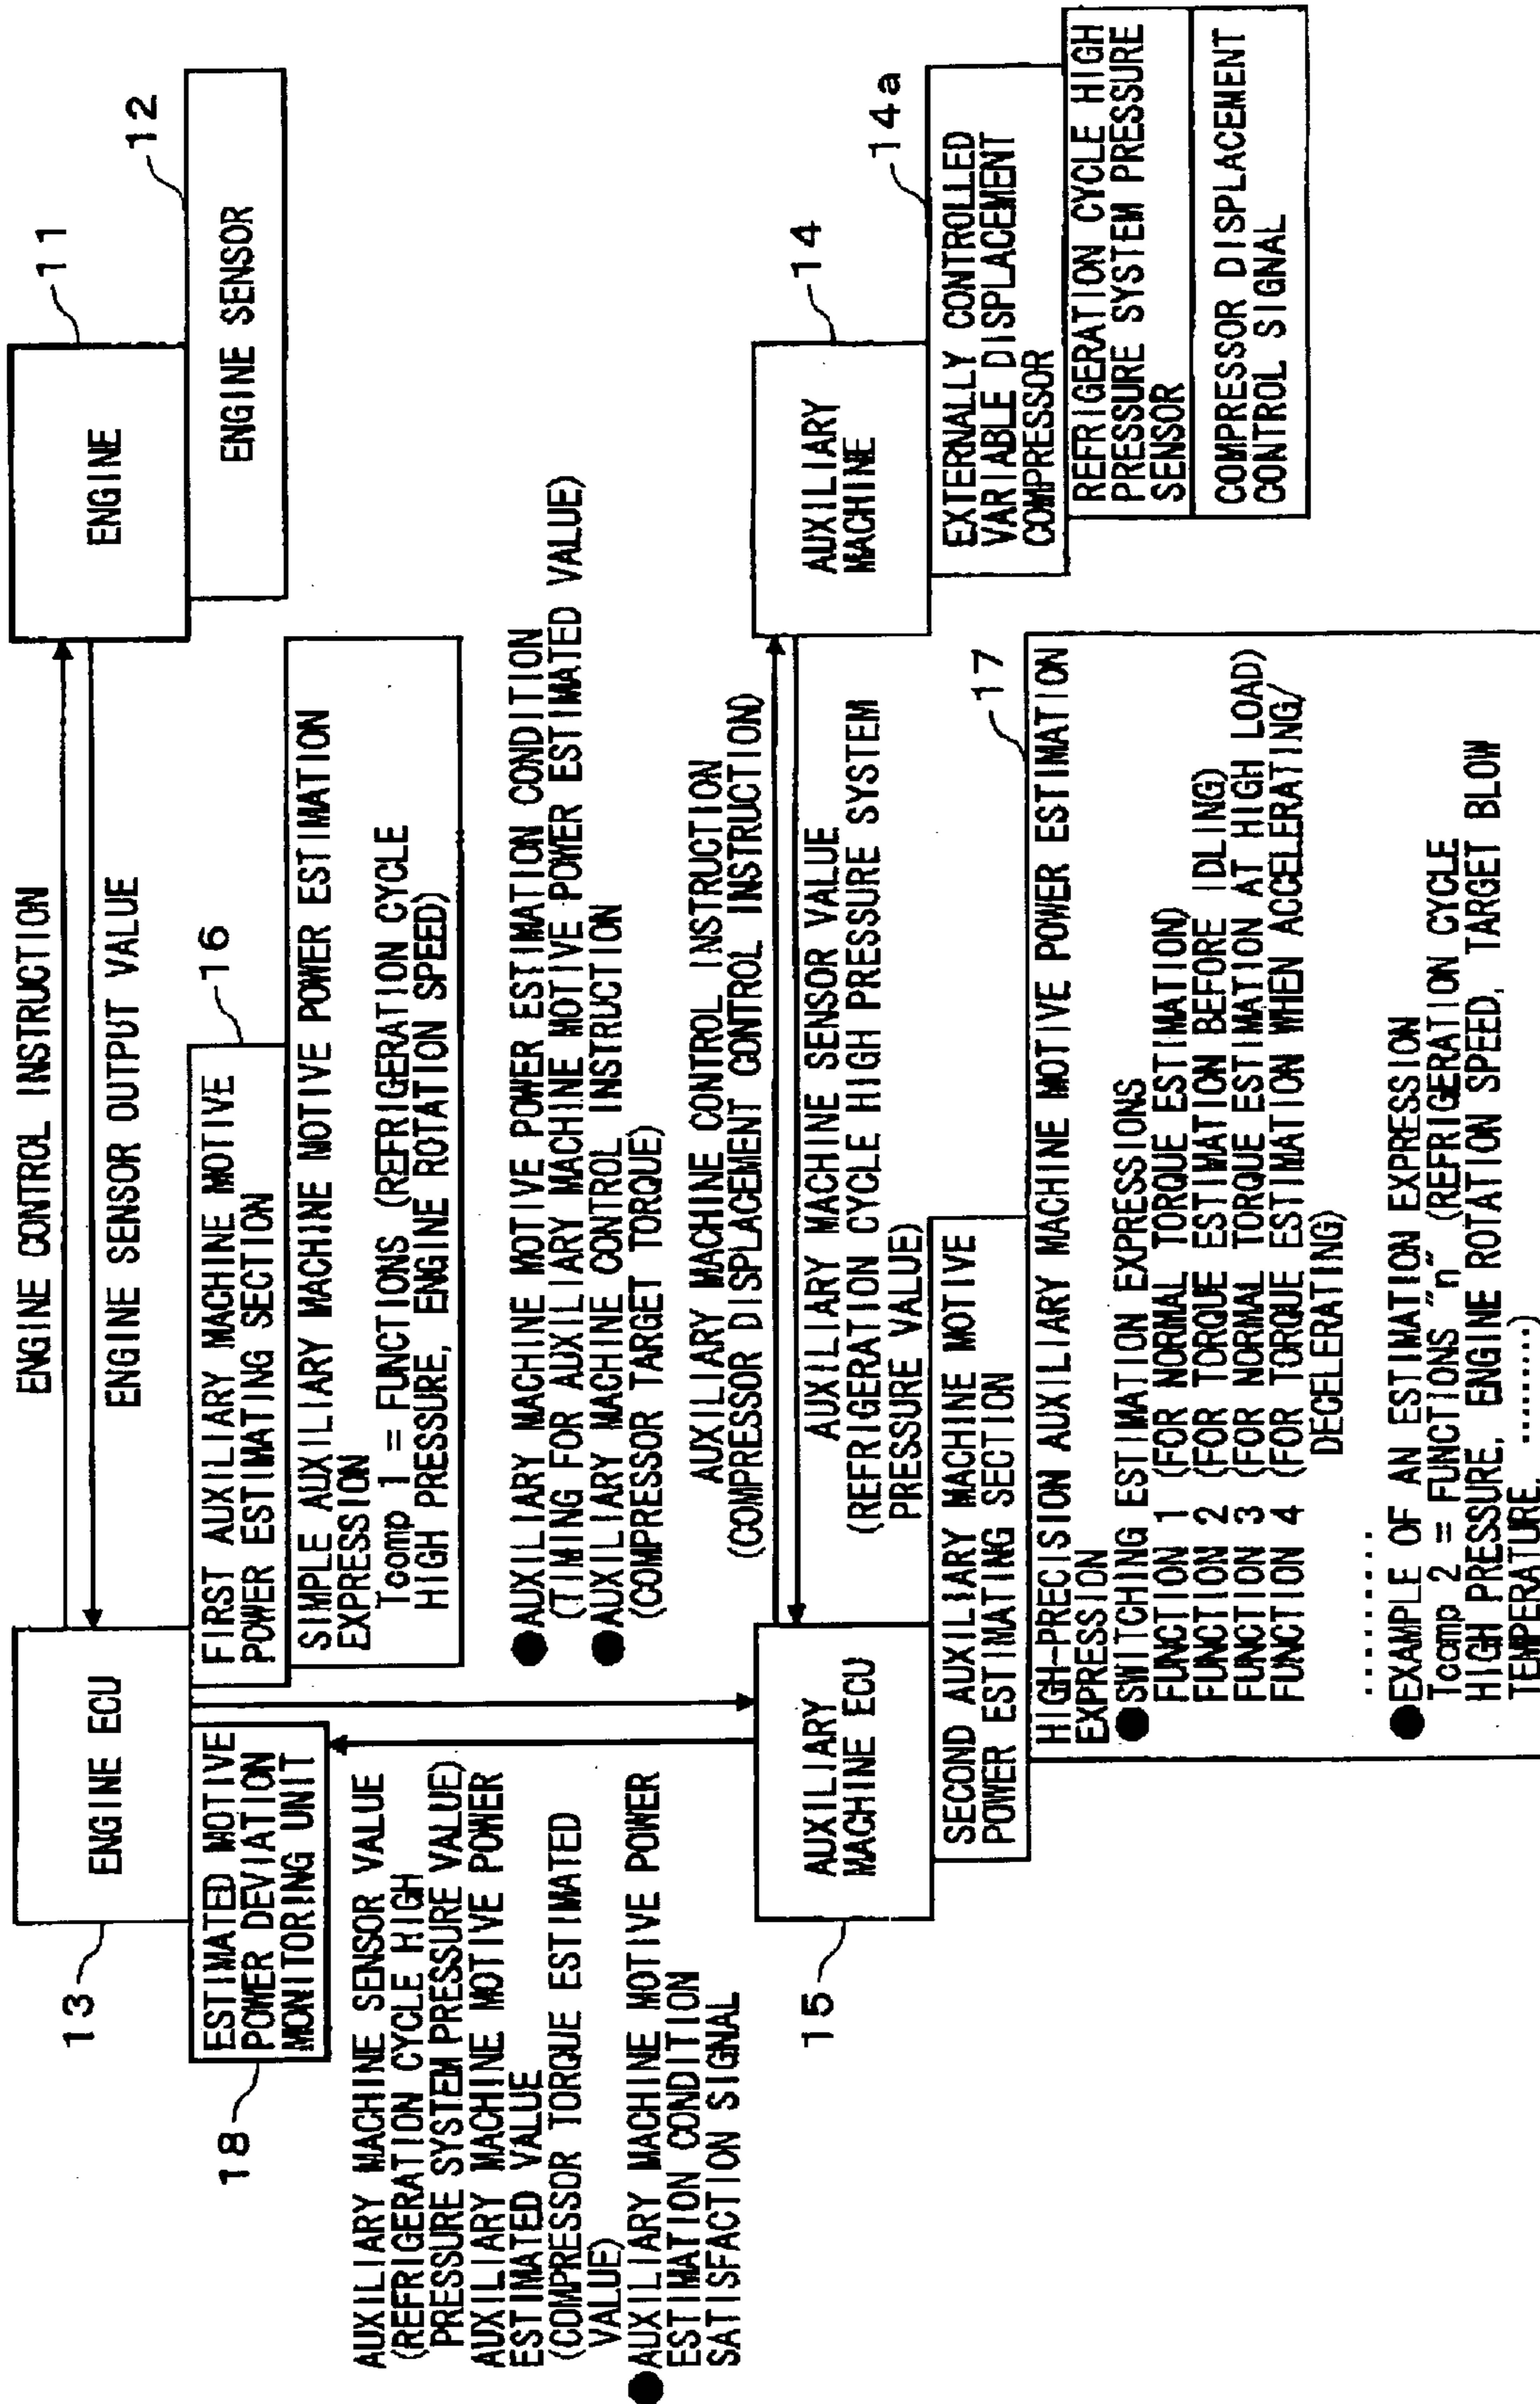 ENGINE CONTROL INSTRUCTION
ENGINE SENSOR OUTPUT VALUE
13
ENGINE ECU
11
ENGINE
12
ENGINE SENSOR
18
ESTIMATED MOTIVE
POWER DEVIATION
MONITORING UNIT
16
FIRST AUXILIARY MACHINE MOTIVE
POWER ESTIMATING SECTION
SIMPLE AUXILIARY MACHINE MOTIVE POWER ESTIMATION
EXPRESSION
Tcomp 1 = FUNCTIONS (REFRIGERATION CYCLE
HIGH PRESSURE, ENGINE ROTATION SPEED)
AUXILIARY MACHINE SENSOR VALUE
(REFRIGERATION CYCLE HIGH
PRESSURE SYSTEM PRESSURE VALUE)
AUXILIARY MACHINE MOTIVE POWER
ESTIMATED VALUE
(COMPRESSOR TORQUE ESTIMATED
VALUE)
●AUXILIARY MACHINE MOTIVE POWER
ESTIMATION CONDITION
SATISFACTION SIGNAL
●AUXILIARY MACHINE MOTIVE POWER ESTIMATION CONDITION
(TIMING FOR AUXILIARY MACHINE MOTIVE POWER ESTIMATED VALUE)
●AUXILIARY MACHINE CONTROL INSTRUCTION
(COMPRESSOR TARGET TORQUE)
AUXILIARY MACHINE CONTROL INSTRUCTION
(COMPRESSOR DISPLACEMENT CONTROL INSTRUCTION)
AUXILIARY MACHINE SENSOR VALUE
(REFRIGERATION CYCLE HIGH PRESSURE SYSTEM
PRESSURE VALUE)
15
AUXILIARY
MACHINE ECU
14
AUXILIARY
MACHINE
14a
EXTERNALLY CONTROLLED
VARIABLE DISPLACEMENT
COMPRESSOR
REFRIGERATION CYCLE HIGH
PRESSURE SYSTEM PRESSURE
SENSOR
COMPRESSOR DISPLACEMENT
CONTROL SIGNAL
SECOND AUXILIARY MACHINE MOTIVE
POWER ESTIMATING SECTION
17
HIGH-PRECISION AUXILIARY MACHINE MOTIVE POWER ESTIMATION
EXPRESSION
●SWITCHING ESTIMATION EXPRESSIONS
FUNCTION 1 (FOR NORMAL TORQUE ESTIMATION)
FUNCTION 2 (FOR TORQUE ESTIMATION BEFORE IDLING)
FUNCTION 3 (FOR NORMAL TORQUE ESTIMATION AT HIGH LOAD)
FUNCTION 4 (FOR TORQUE ESTIMATION WHEN ACCELERATING/
DECELERATING)
.........
●EXAMPLE OF AN ESTIMATION EXPRESSION
Tcomp 2 = FUNCTIONS "n" (REFRIGERATION CYCLE
HIGH PRESSURE, ENGINE ROTATION SPEED, TARGET BLOW
TEMPERATURE, .........)